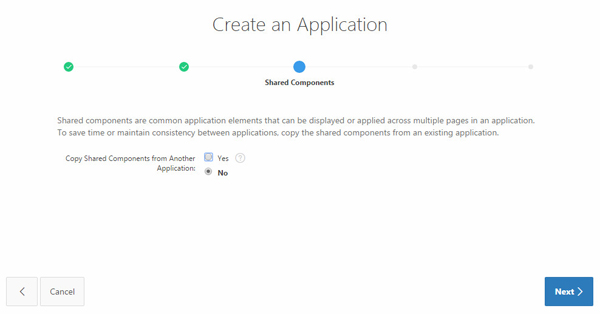 Create an Application
Shared Components
Shared components are common application elements that can be displayed or applied across multiple pages in an application.
To save time or maintain consistency between applications, copy the shared components from an existing application.
Copy Shared Components from Another
Application:
Yes
?
No
Cancel
Next